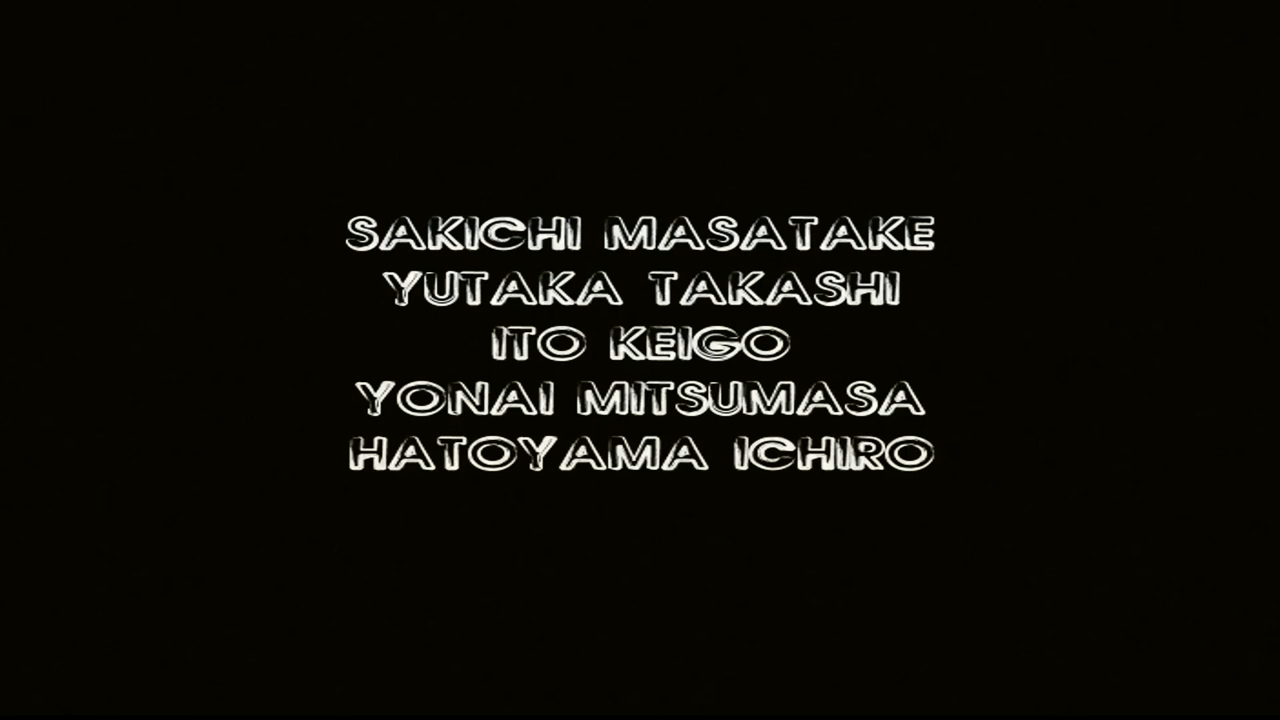 SAKICHI MASATAKE
YUTAKA TAKASHI
ITO KEIGO
YONAI MITSUMASA
HATOYAMA ICHIRO